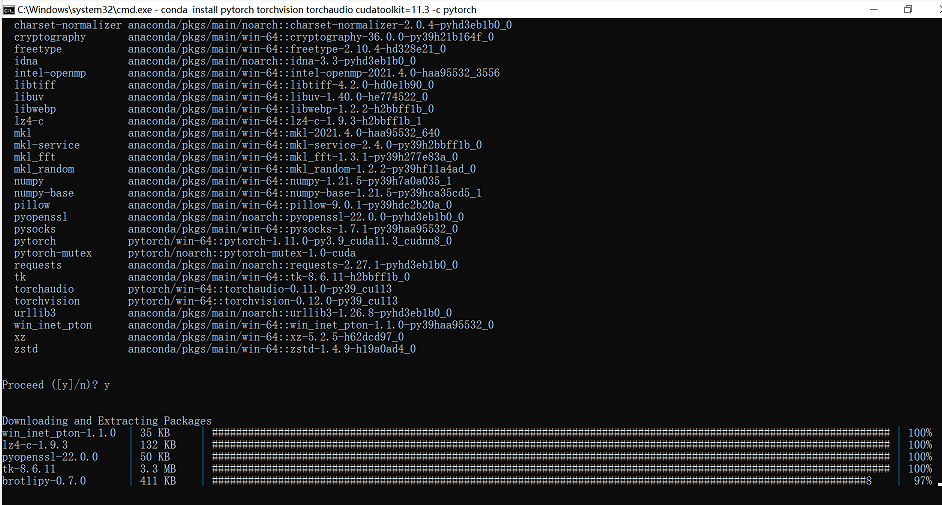 C:\Windows\system32\cmd.exe - conda install pytorch torchvision torchaudio cudatoolkit=11.3 -c pytorch
charset-normalizer anaconda/pkgs/main/noarch::charset-normalizer-2.0.4-pyhd3eb1b0_0
cryptography anaconda/pkgs/main/win-64::cryptography-36.0.0-py39h21b164f_0
freetype anaconda/pkgs/main/win-64::freetype-2.10.4-hd328e21_0
idna anaconda/pkgs/main/noarch::idna-3.3-pyhd3eb1b0_0
intel-openmp anaconda/pkgs/main/win-64::intel-openmp-2021.4.0-haa95532_3556
libtiff anaconda/pkgs/main/win-64::libtiff-4.2.0-hd0e1b90_0
libuv anaconda/pkgs/main/win-64::libuv-1.40.0-he774522_0
libwebp anaconda/pkgs/main/win-64::libwebp-1.2.2-h2bbff1b_0
lz4-c anaconda/pkgs/main/win-64::lz4-c-1.9.3-h2bbff1b_1
mkl anaconda/pkgs/main/win-64::mkl-2021.4.0-haa95532_640
mkl-service anaconda/pkgs/main/win-64::mkl-service-2.4.0-py39h2bbff1b_0
mkl_fft anaconda/pkgs/main/win-64::mkl_fft-1.3.1-py39h277e83a_0
mkl_random anaconda/pkgs/main/win-64::mkl_random-1.2.2-py39hf11a4ad_0
numpy anaconda/pkgs/main/win-64::numpy-1.21.5-py39h7a0a035_1
numpy-base anaconda/pkgs/main/win-64::numpy-base-1.21.5-py39hca35cd5_1
pillow anaconda/pkgs/main/win-64::pillow-9.0.1-py39hdc2b20a_0
pyopenssl anaconda/pkgs/main/noarch::pyopenssl-22.0.0-pyhd3eb1b0_0
pysocks anaconda/pkgs/main/win-64::pysocks-1.7.1-py39haa95532_0
pytorch pytorch/win-64::pytorch-1.11.0-py3.9_cuda11.3_cudnn8_0
pytorch-mutex pytorch/noarch::pytorch-mutex-1.0-cuda
requests anaconda/pkgs/main/noarch::requests-2.27.1-pyhd3eb1b0_0
tk anaconda/pkgs/main/win-64::tk-8.6.11-h2bbff1b_0
torchaudio pytorch/win-64::torchaudio-0.11.0-py39_cu113
torchvision pytorch/win-64::torchvision-0.12.0-py39_cu113
urllib3 anaconda/pkgs/main/noarch::urllib3-1.26.8-pyhd3eb1b0_0
win_inet_pton anaconda/pkgs/main/win-64::win_inet_pton-1.1.0-py39haa95532_0
xz anaconda/pkgs/main/win-64::xz-5.2.5-h62dcd97_0
zstd anaconda/pkgs/main/win-64::zstd-1.4.9-h19a0ad4_0
Proceed ([y]/n)? y
Downloading and Extracting Packages
win_inet_pton-1.1.0 | 35 KB | ################################################################################################################# | 100%
lz4-c-1.9.3 | 132 KB | ################################################################################################################# | 100%
pyopenssl-22.0.0 | 50 KB | ################################################################################################################# | 100%
tk-8.6.11 | 3.3 MB | ################################################################################################################# | 100%
brotlipy-0.7.0 | 411 KB | #############################################################################################################8 | 97%